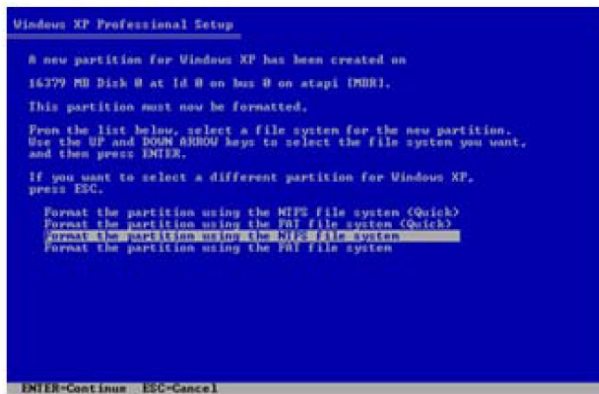 Windows XP Professional Setup
A new partition for Windows XP has been created on
16379 MB Disk 0 at Id 0 on bus 0 on atapi [MBR].
This partition must now be formatted.
From the list below, select a file system for the new partition.
Use the UP and DOWN ARROW keys to select the file system you want,
and then press ENTER.
If you want to select a different partition for Windows XP,
press ESC.
Format the partition using the NTFS file system (Quick)
Format the partition using the FAT file system (Quick)
Format the partition using the NTFS file system
Format the partition using the FAT file system
ENTER=Continue ESC=Cancel